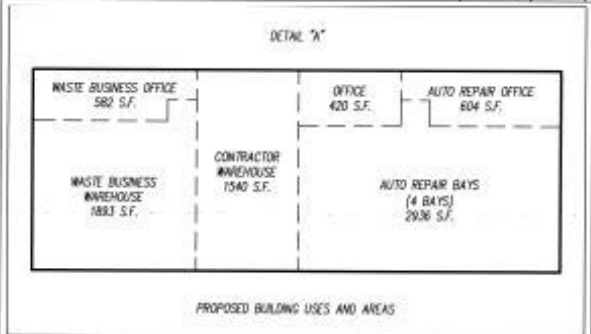 DETAIL "A"
WASTE BUSINESS OFFICE
582 S.F.
OFFICE
420 S.F.
AUTO REPAIR OFFICE
604 S.F.
CONTRACTOR
WAREHOUSE
1540 S.F.
WASTE BUSINESS
WAREHOUSE
1893 S.F.
AUTO REPAIR BAYS
(4 BAYS)
2936 S.F.
PROPOSED BUILDING USES AND AREAS